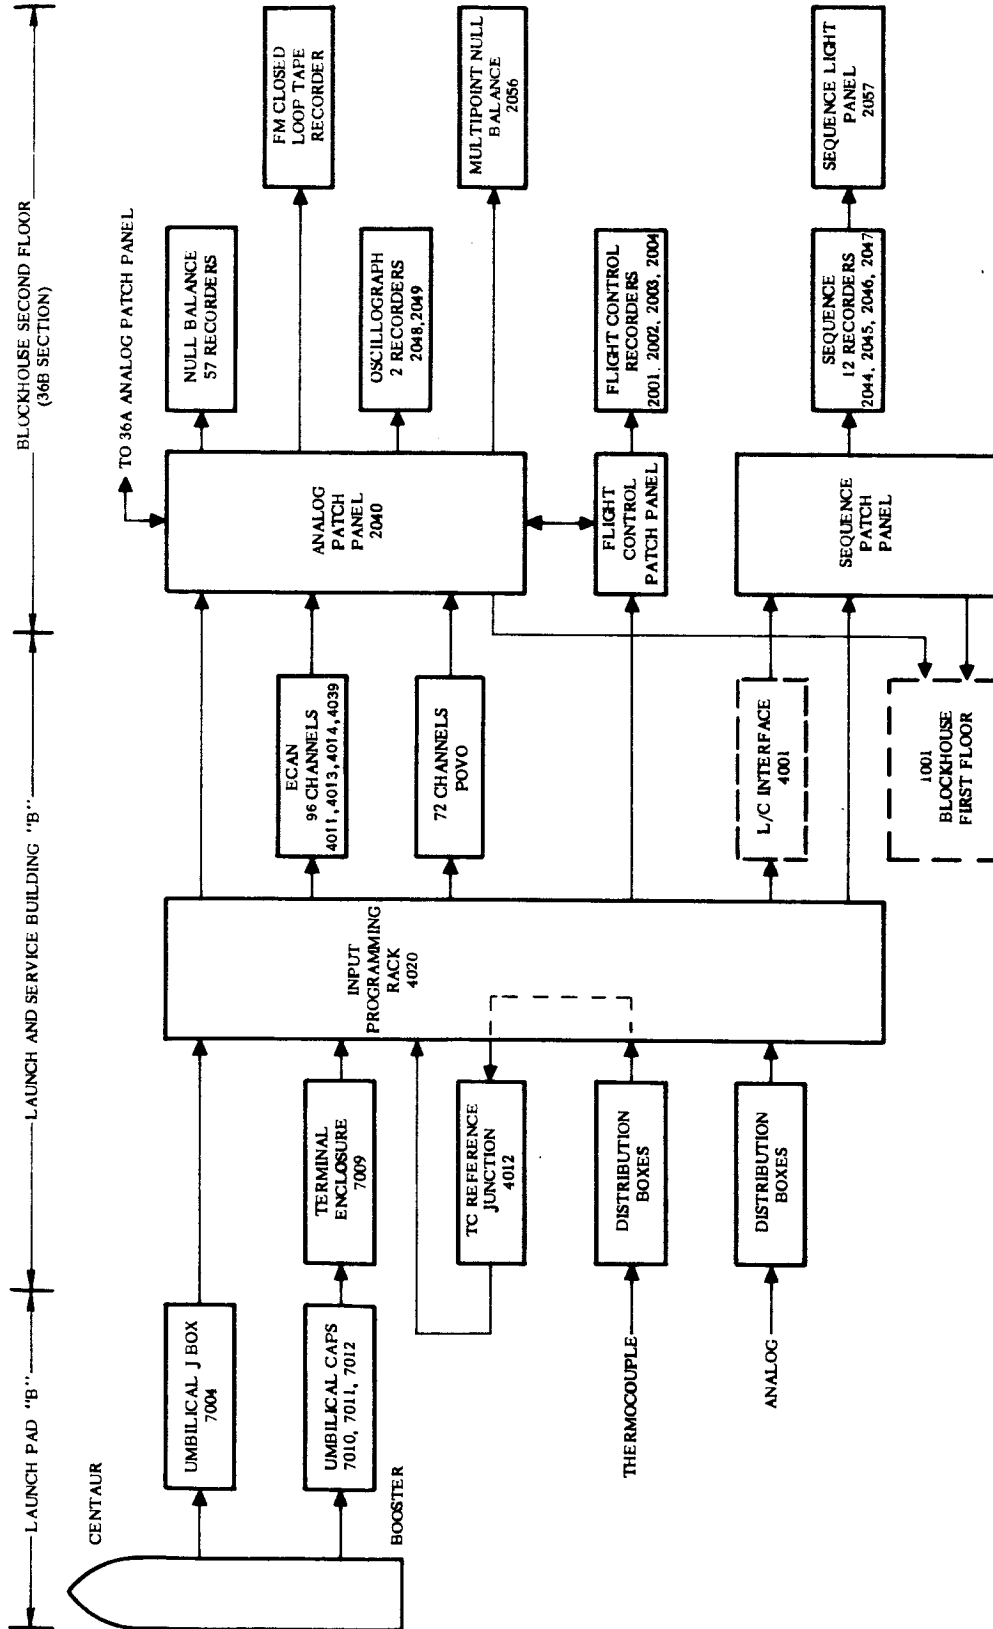 LAUNCH PAD "B"
LAUNCH AND SERVICE BUILDING "B"
BLOCKHOUSE SECOND FLOOR
(36B SECTION)
CENTAUR
BOOSTER
UMBILICAL J BOX
7004
UMBILICAL CAPS
7010, 7011, 7012
TERMINAL
ENCLOSURE
7009
TC REFERENCE
JUNCTION
4012
THERMOCOUPLE
DISTRIBUTION
BOXES
ANALOG
DISTRIBUTION
BOXES
INPUT
PROGRAMMING
RACK
4020
ECAN
96 CHANNELS
4011, 4013, 4014, 4039
72 CHANNELS
POVO
L/C INTERFACE
4001
1001
BLOCKHOUSE
FIRST FLOOR
TO 36A ANALOG PATCH PANEL
ANALOG
PATCH
PANEL
2040
FLIGHT
CONTROL
PATCH PANEL
SEQUENCE
PATCH
PANEL
NULL BALANCE
57 RECORDERS
FM CLOSED
LOOP TAPE
RECORDER
OSCILLOGRAPH
2 RECORDERS
2048, 2049
MULTIPOINT NULL
BALANCE
2056
FLIGHT CONTROL
RECORDERS
2001. 2002, 2003, 2004
SEQUENCE
12 RECORDERS
2044, 2045, 2046, 2047
SEQUENCE LIGHT
PANEL
2057